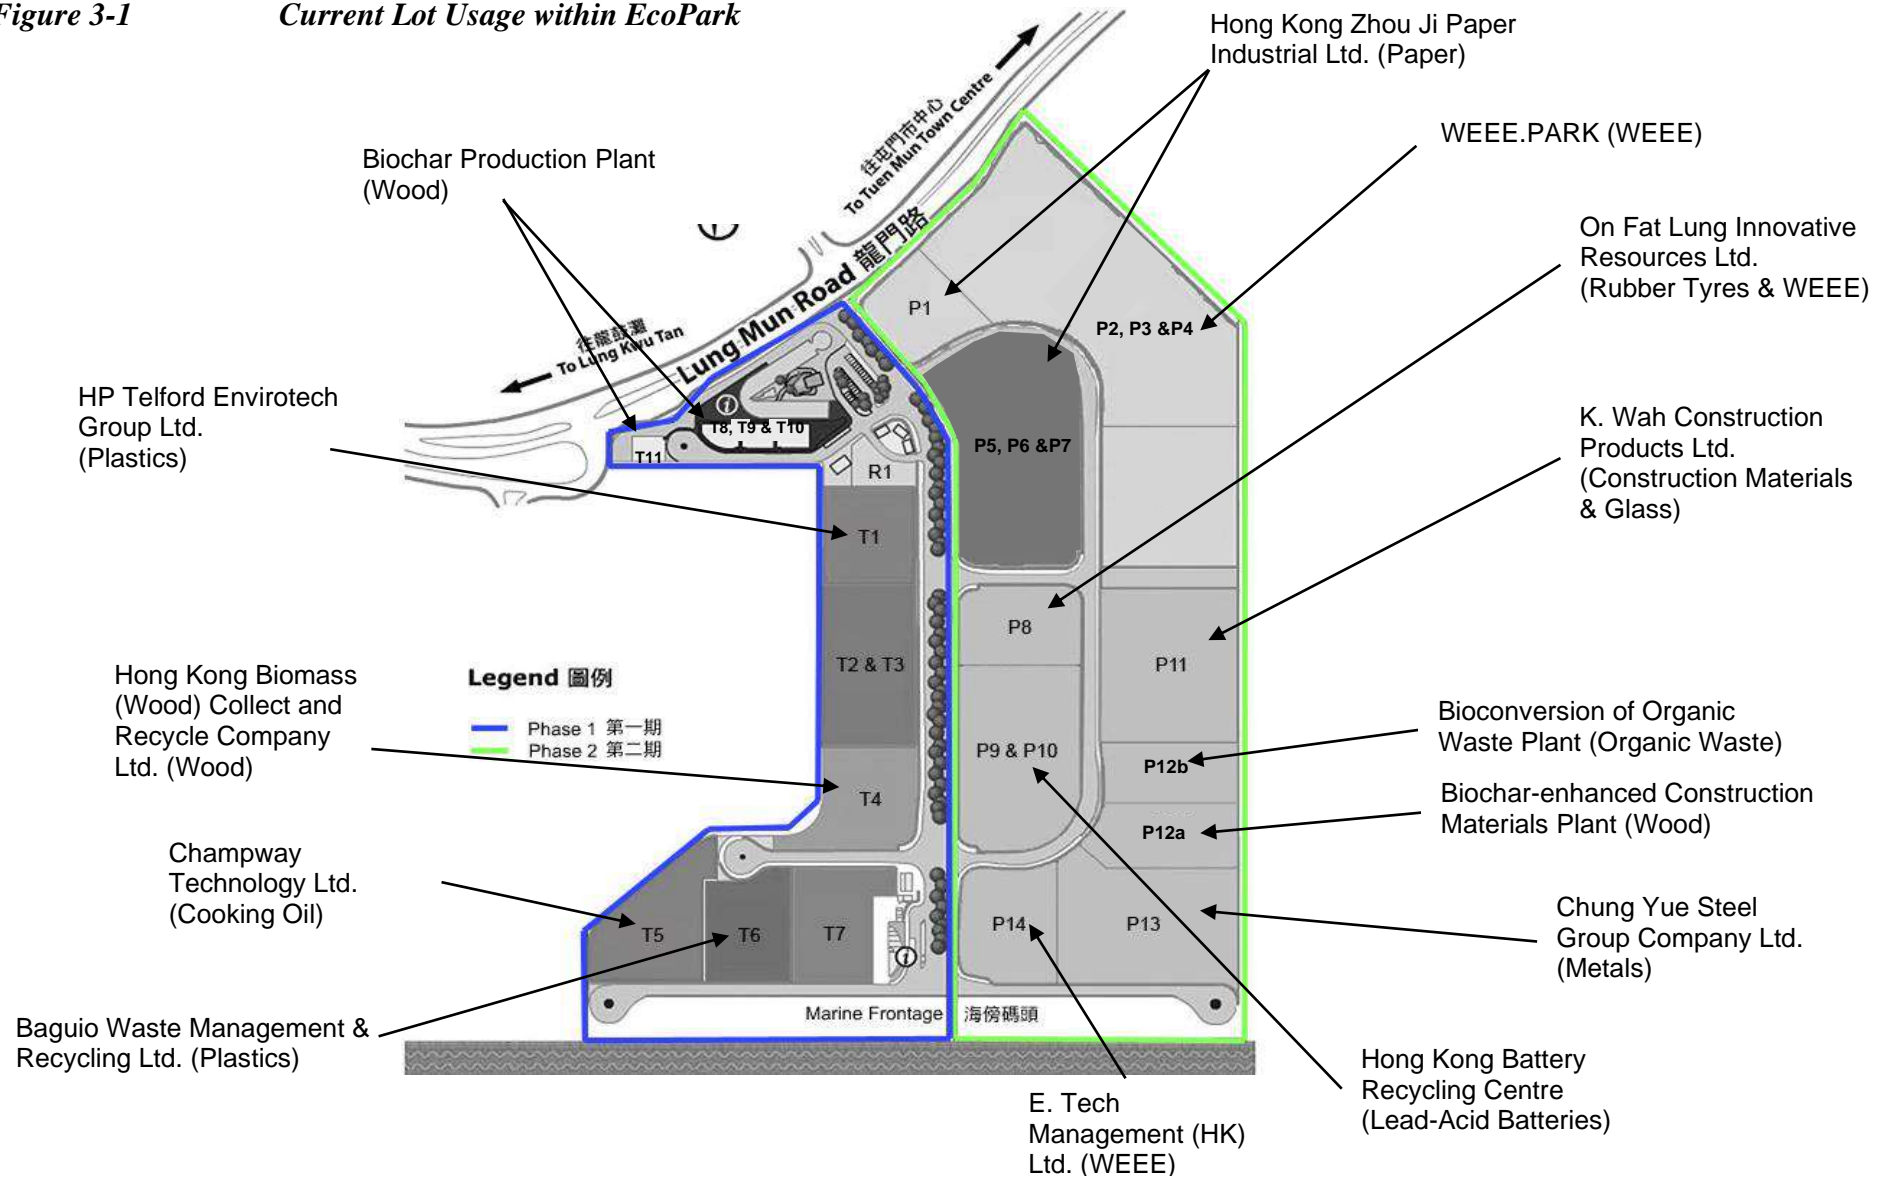 Figure 3-1 Current Lot Usage within EcoPark
Hong Kong Zhou Ji Paper
Industrial Ltd. (Paper)
往屯門市中心
To Tuen Mun Town Centre
WEEE.PARK (WEEE)
Biochar Production Plant
(Wood)
On Fat Lung Innovative
Resources Ltd.
(Rubber Tyres & WEEE)
Lung Mun Road 龍門路
往龍鼓灘
To Lung Kwu Tan
P1
P2, P3 &P4
HP Telford Envirotech
Group Ltd.
(Plastics)
K. Wah Construction
Products Ltd.
(Construction Materials
& Glass)
T8, T9 & T10
T11
R1
P5, P6 &P7
T1
P8
T2 & T3
P11
Hong Kong Biomass
(Wood) Collect and
Recycle Company
Ltd. (Wood)
Legend 圖例
Phase 1 第一期
Phase 2 第二期
P9 & P10
Bioconversion of Organic
Waste Plant (Organic Waste)
P12b
T4
Biochar-enhanced Construction
Materials Plant (Wood)
P12a
Champway
Technology Ltd.
(Cooking Oil)
T5
T6
T7
P14
P13
Chung Yue Steel
Group Company Ltd.
(Metals)
Marine Frontage 海傍碼頭
Baguio Waste Management &
Recycling Ltd. (Plastics)
Hong Kong Battery
Recycling Centre
(Lead-Acid Batteries)
E. Tech
Management (HK)
Ltd. (WEEE)